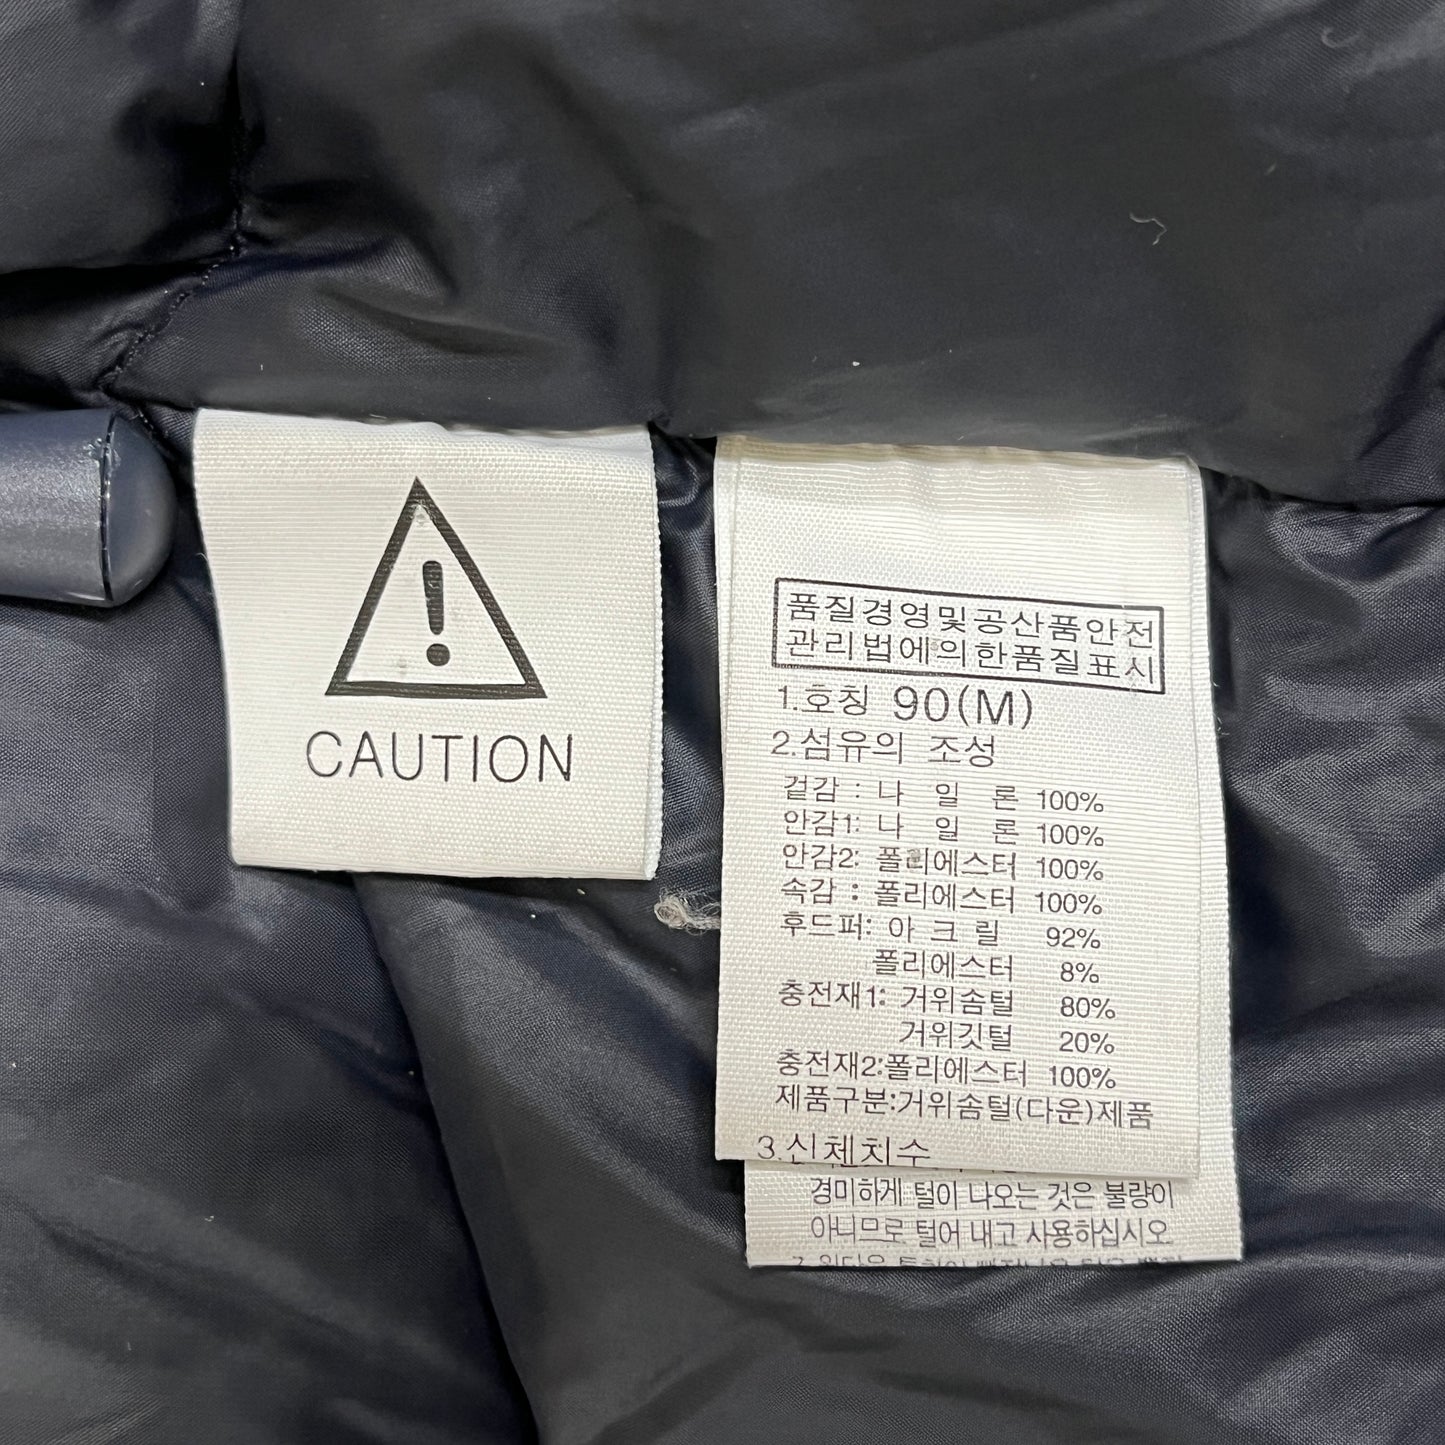 CAUTION
품질경영및공산품안전
관리법에의한품질표시
1.호칭 90(M)
2.섬유의 조성
겉감 : 나 일 론 100%
안감1: 나 일 론 100%
안감2: 폴리에스터 100%
속감 : 폴리에스터 100%
후드퍼: 아 크 릴 92%
폴리에스터 8%
충전재1: 거위솜털 80%
거위깃털 20%
충전재2:폴리에스터 100%
제품구분:거위솜털(다운)제품
3.신체치수
경미하게 털이 나오는 것은 불량이
아니므로 털어 내고 사용하십시오